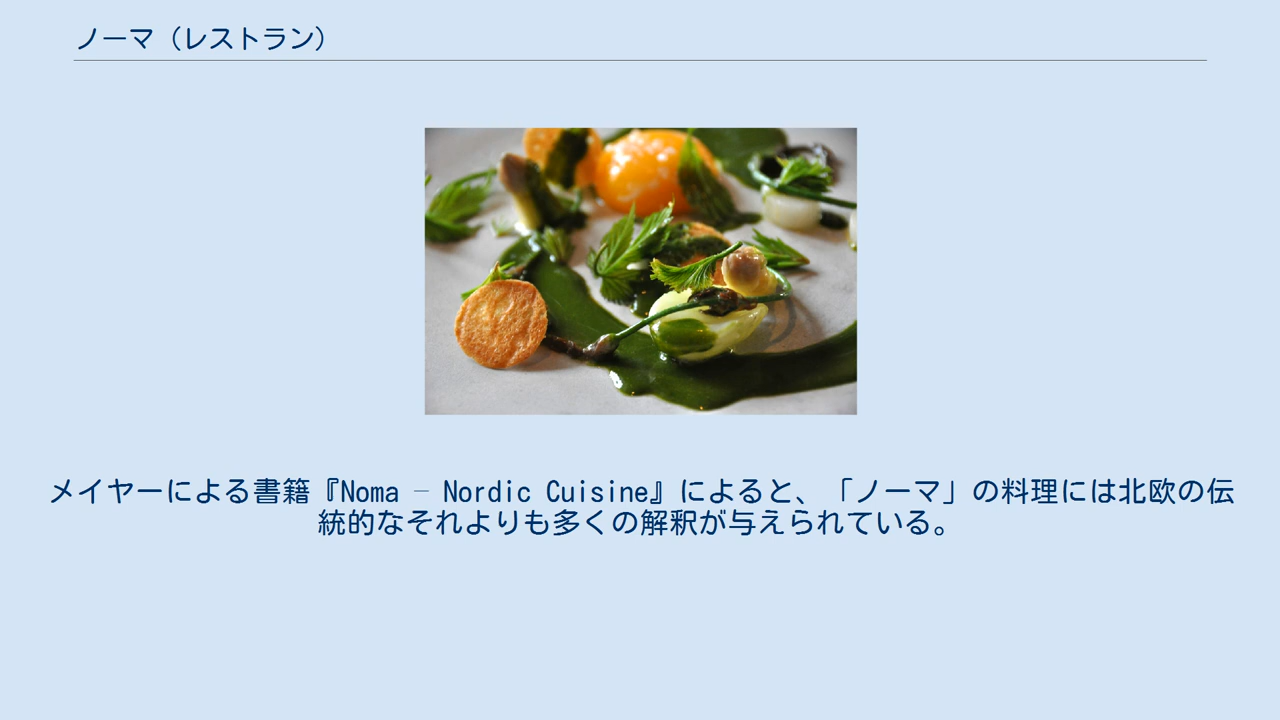 ノーマ（レストラン）
メイヤーによる書籍『Noma – Nordic Cuisine』によると、「ノーマ」の料理には北欧の伝
統的なそれよりも多くの解釈が与えられている。